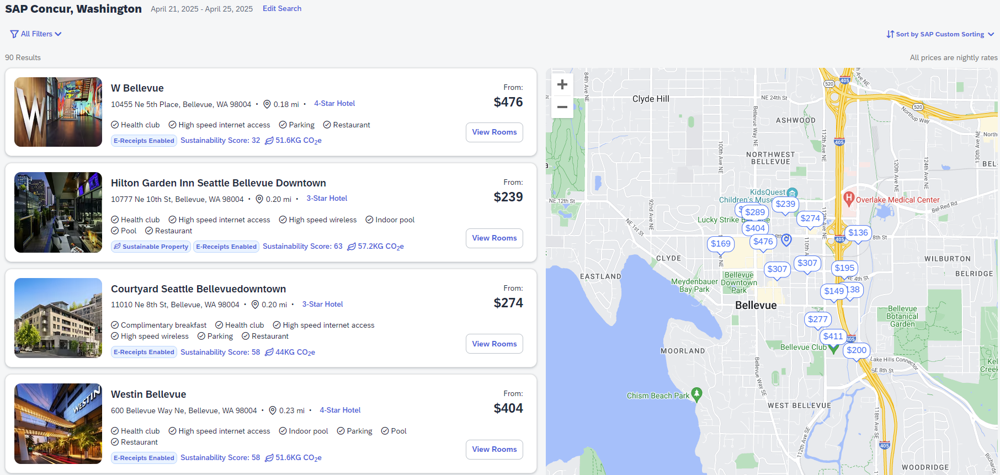 SAP Concur, Washington April 21, 2025 - April 25, 2025 Edit Search
All Filters
Sort by SAP Custom Sorting
90 Results
All prices are nightly rates
W Bellevue
From:
10455 Ne 5th Place, Bellevue, WA 98004 • 0.18 mi • 4-Star Hotel
$476
Health club High speed internet access Parking Restaurant
View Rooms
E-Receipts Enabled Sustainability Score: 32 51.6KG CO2e
W
Hilton Garden Inn Seattle Bellevue Downtown
From:
10777 Ne 10th St, Bellevue, WA 98004 • 0.20 mi • 3-Star Hotel
$239
Health club High speed internet access High speed wireless Indoor pool
Pool Restaurant
View Rooms
Sustainable Property E-Receipts Enabled Sustainability Score: 63 57.2KG CO2e
Courtyard Seattle Bellevuedowntown
From:
11010 Ne 8th St, Bellevue, WA 98004 • 0.20 mi • 3-Star Hotel
$274
Complimentary breakfast Health club High speed internet access
High speed wireless Parking Restaurant
View Rooms
E-Receipts Enabled Sustainability Score: 58 44KG CO2e
Westin Bellevue
From:
600 Bellevue Way Ne, Bellevue, WA 98004 • 0.23 mi • 4-Star Hotel
$404
Health club High speed internet access Indoor pool Parking Pool
Restaurant
View Rooms
E-Receipts Enabled Sustainability Score: 58 51.6KG CO2e
WESTIN
+
−
84th Ave NE
520
405
Clyde Hill
NE 24th St
520
Northup Way
ASHWOOD
Bellevue Way NE
112th Ave NE
130th Ave NE
405
100th Ave NE
NORTHWEST
BELLEVUE
120th Ave NE
124th Ave NE
BEL-
KidsQuest
Children's
NE 12th St
92nd Ave NE
Overlake Medical Center
Bel-Red Rd
$239
$289
Lucky Strike
$274
NE 1st St
$404
$136
405
8th St
$169
$476
110th
CLYDE
WILBURTON
$307
$307
$195
NE 4th St
BELRIDGE
EASTLAND
Meydenbauer
Bay Park
Bellevue
Downtown
Park
$149
138
Bellevue
Bellevue
Botanical
Garden
$277
$411
405
Bellevue Club
$200
MOORLAND
Lake Hills Connector
SE 8th St
Kel
Creek
Bellevue Way SE
Chism Beach Park
WEST BELLEVUE
118th Ave SE
112th Ave SE
405
Richards
WOODRIDGE